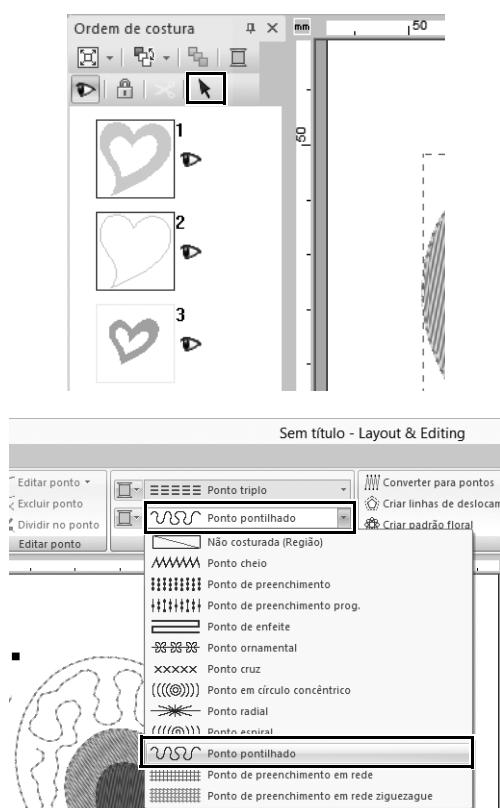 Ordem de costura
mm
50
50
1
2
3
Sem título - Layout & Editing
Editar ponto
Excluir ponto
Dividir no ponto
Editar ponto
Ponto triplo
Ponto pontilhado
Converter para pontos
Criar linhas de deslocam
Criar padrão floral
Não costurada (Região)
Ponto cheio
Ponto de preenchimento
Ponto de preenchimento prog.
Ponto de enfeite
Ponto ornamental
Ponto cruz
Ponto em círculo concêntrico
Ponto radial
Ponto espiral
Ponto pontilhado
Ponto de preenchimento em rede
Ponto de preenchimento em rede ziguezague